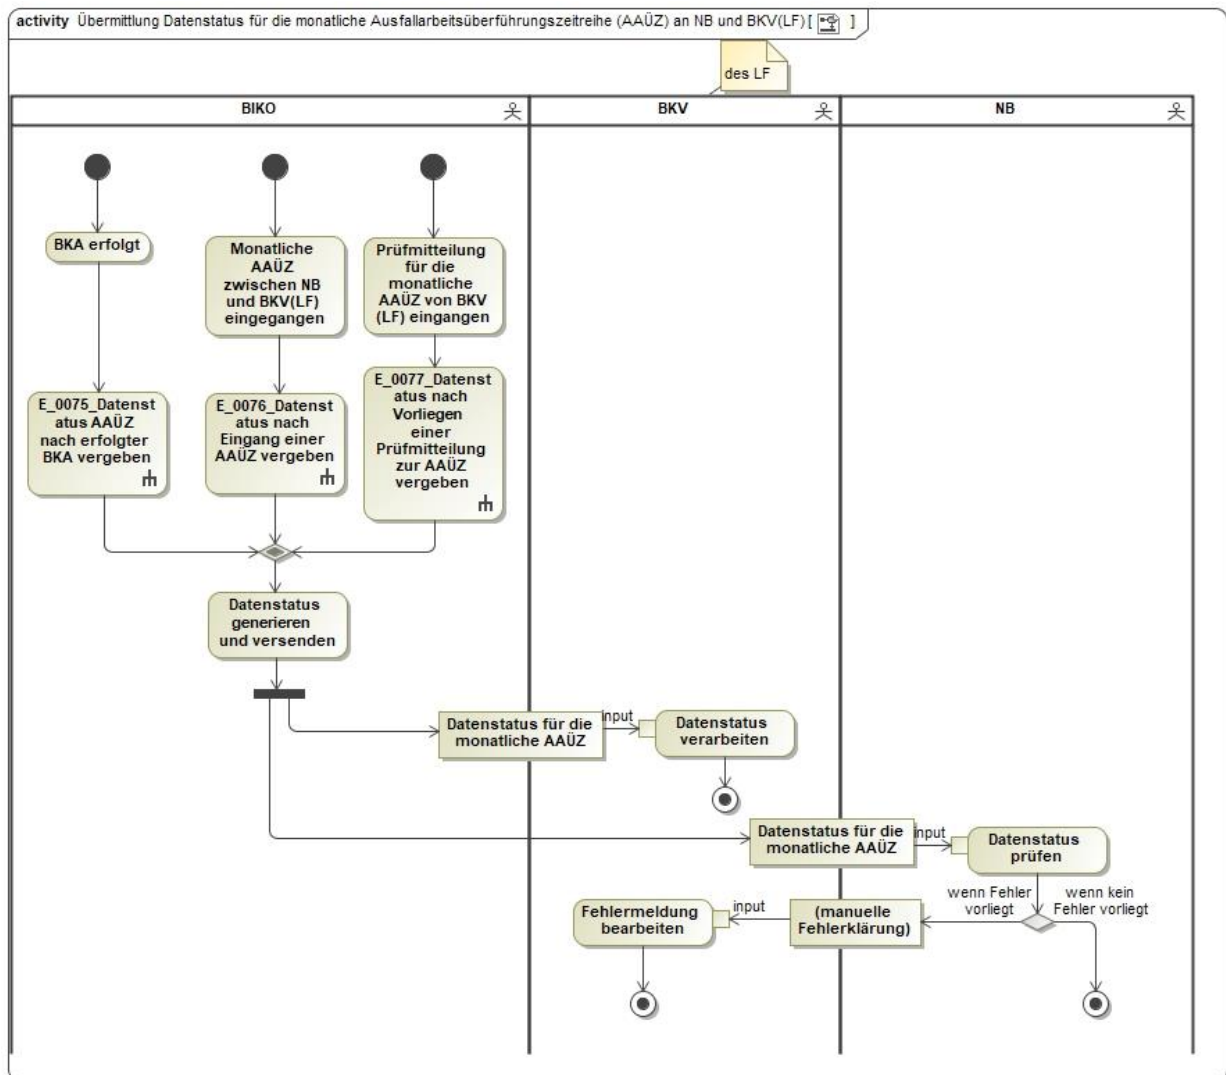 activity Übermittlung Datenstatus für die monatliche Ausfallarbeitsüberführungszeitreihe (AAÜZ) an NB und BKV(LF) [ ]
des LF
BIKO
BKV
NB
BKA erfolgt
Monatliche
AAÜZ
zwischen NB
und BKV(LF)
eingegangen
Prüfmitteilung
für die
monatliche
AAÜZ von BKV
(LF) eingangen
E_0075_Datenst
atus AAÜZ
nach erfolgter
BKA vergeben
E_0076_Datenst
atus nach
Eingang einer
AAÜZ vergeben
E_0077_Datenst
atus nach
Vorliegen
einer
Prüfmitteilung
zur AAÜZ
vergeben
Datenstatus
generieren
und versenden
Datenstatus für die
monatliche AAÜZ
input
Datenstatus
verarbeiten
Datenstatus für die
monatliche AAÜZ
input
Datenstatus
prüfen
wenn Fehler
vorliegt
wenn kein
Fehler vorliegt
(manuelle
Fehlerklärung)
input
Fehlermeldung
bearbeiten